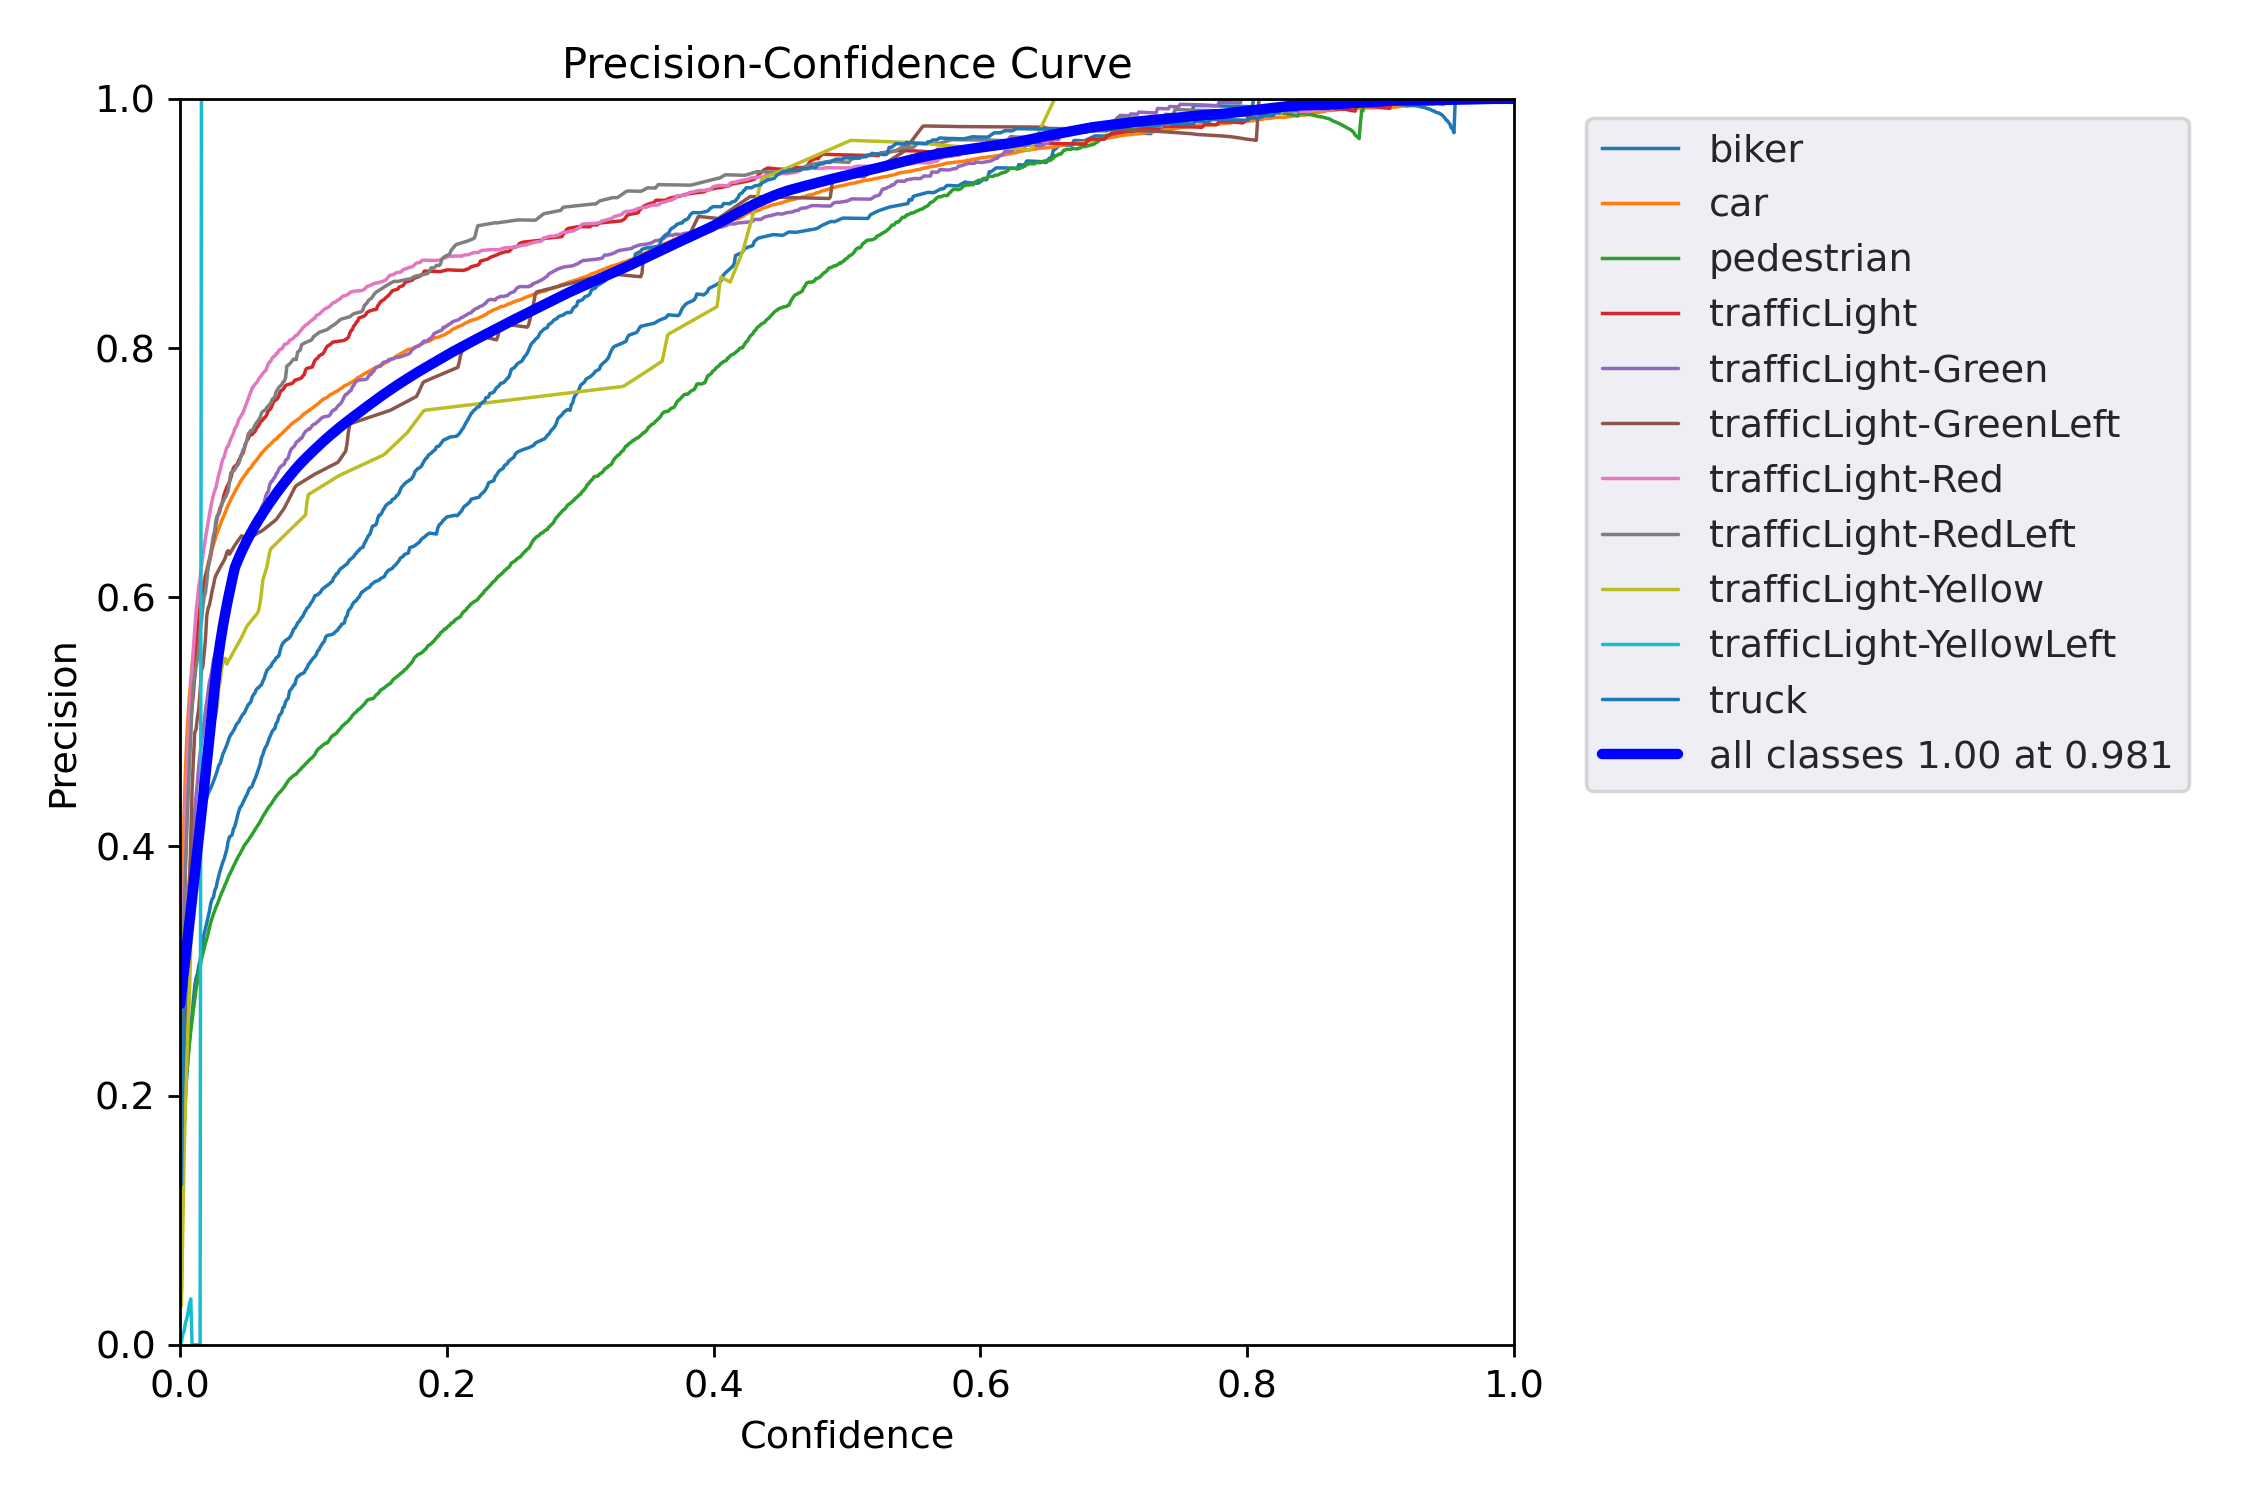 Precision-Confidence Curve
1.0
0.8
0.6
0.4
0.2
0.0
Precision
0.0 0.2 0.4 0.6 0.8 1.0
Confidence
biker
car
pedestrian
trafficLight
trafficLight-Green
trafficLight-GreenLeft
trafficLight-Red
trafficLight-RedLeft
trafficLight-Yellow
trafficLight-YellowLeft
truck
all classes 1.00 at 0.981